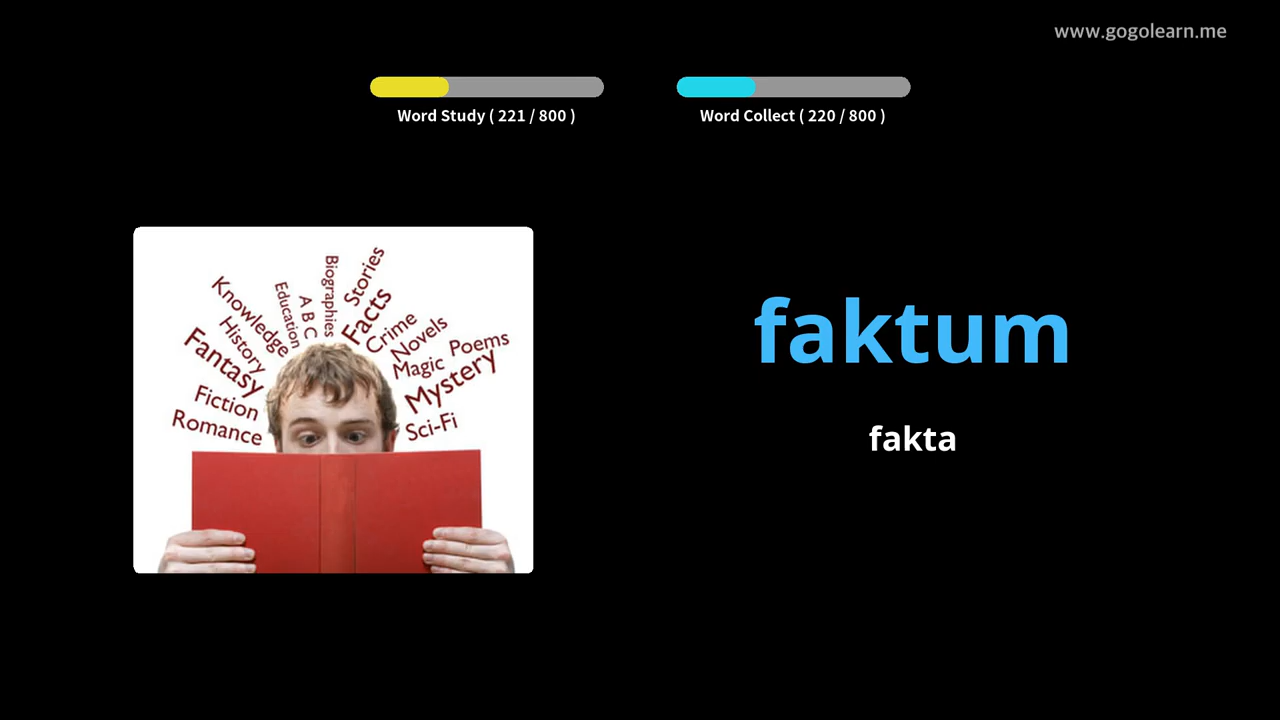 www.gogolearn.me
Word Study ( 221 / 800 )
Word Collect ( 220 / 800 )
Knowledge
History
Fantasy
Fiction
Romance
Education
A B C
Biographies
Stories
Facts
Crime
Novels
Magic
Poems
Mystery
Sci-Fi
faktum
fakta